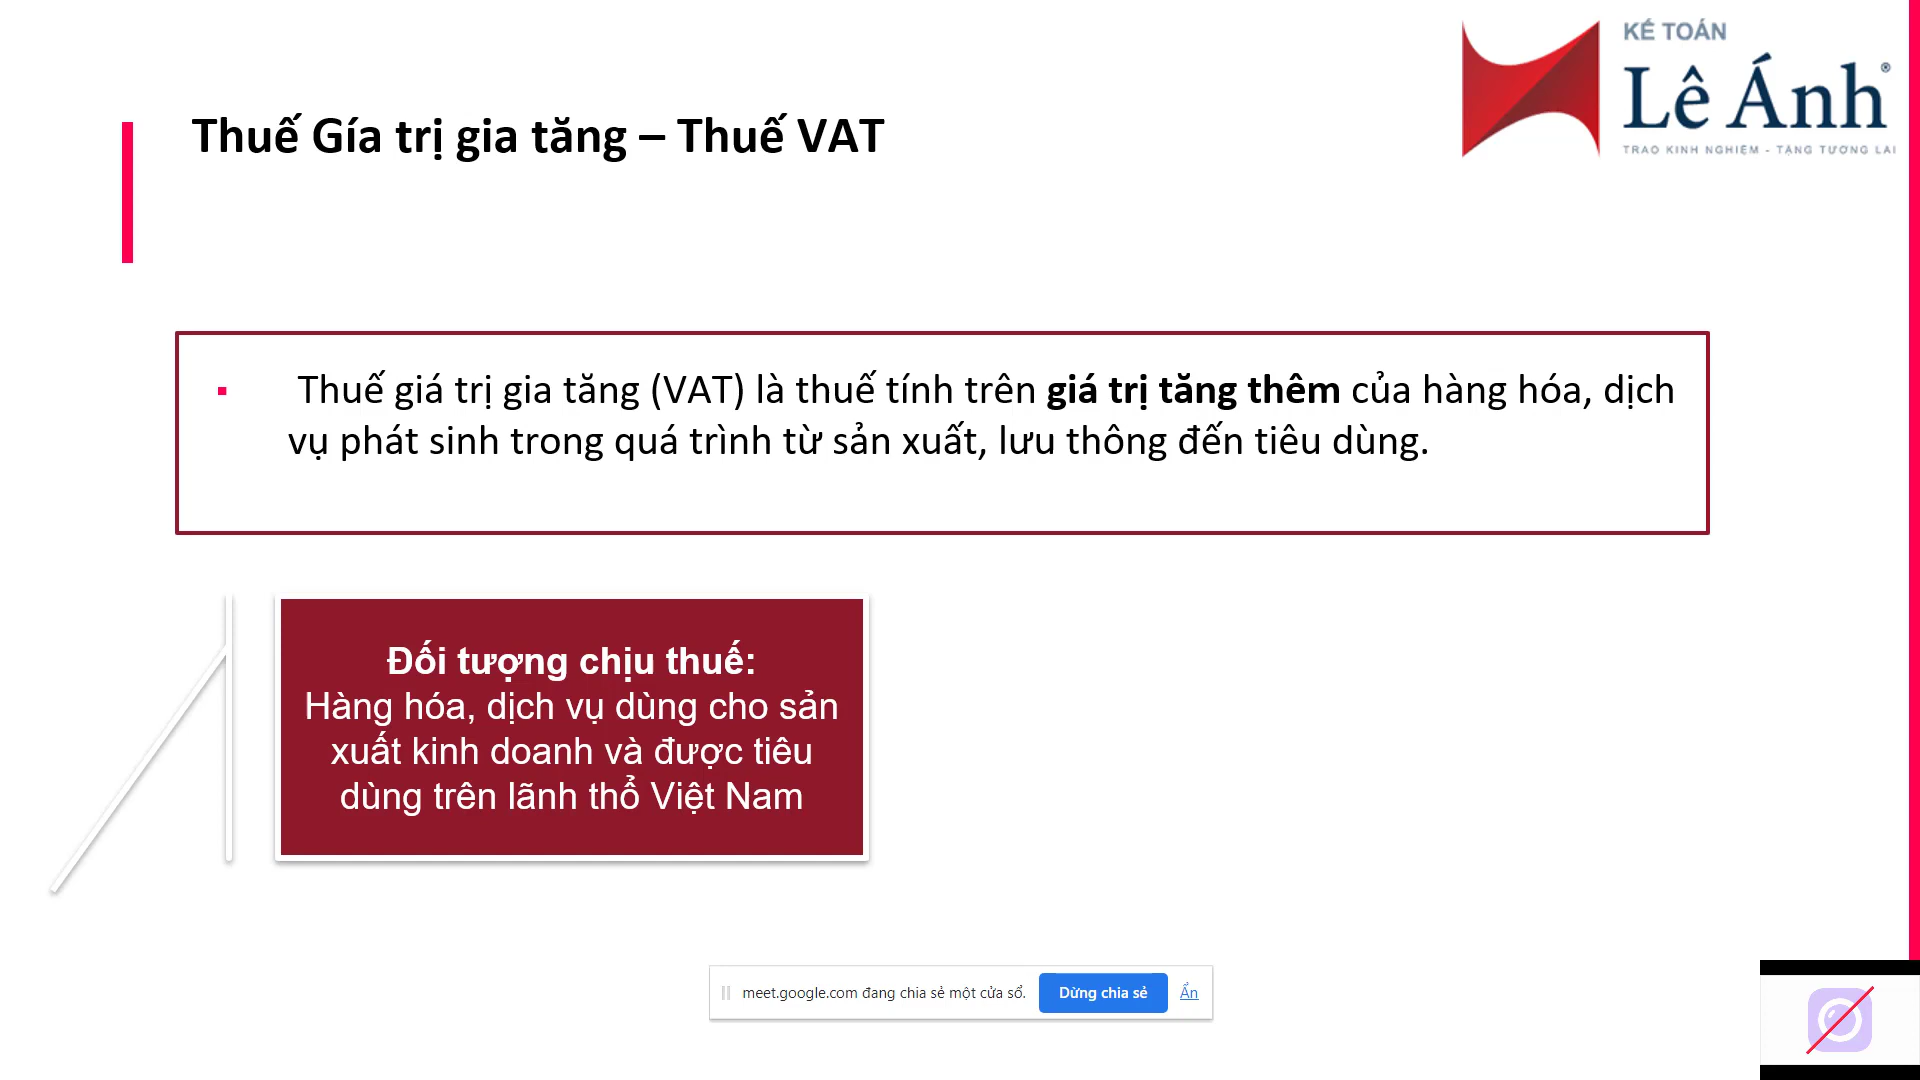 KẾ TOÁN
Lê Ánh®
TRAO KINH NGHIỆM - TẶNG TƯƠNG LAI
Thuế Gía trị gia tăng – Thuế VAT
▪ Thuế giá trị gia tăng (VAT) là thuế tính trên giá trị tăng thêm của hàng hóa, dịch
vụ phát sinh trong quá trình từ sản xuất, lưu thông đến tiêu dùng.
Đối tượng chịu thuế:
Hàng hóa, dịch vụ dùng cho sản
xuất kinh doanh và được tiêu
dùng trên lãnh thổ Việt Nam
meet.google.com đang chia sẻ một cửa sổ. Dừng chia sẻ Ẩn